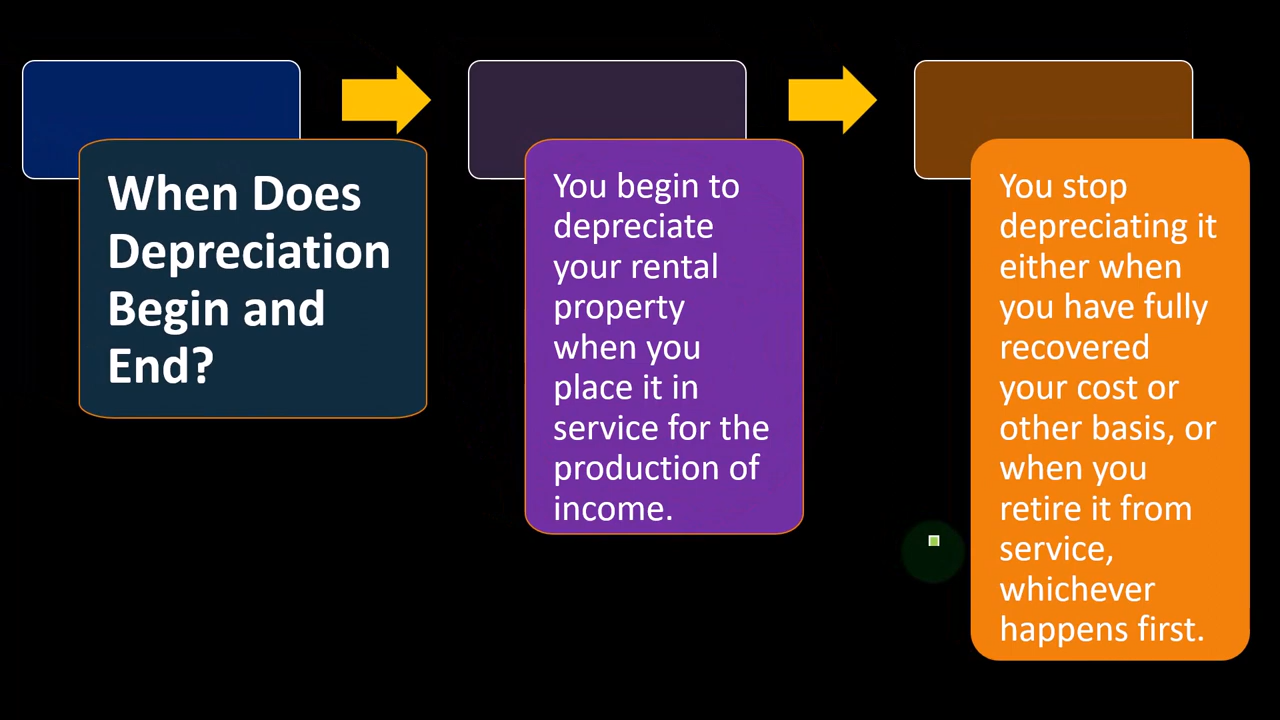 When Does
Depreciation
Begin and
End?
You begin to
depreciate
your rental
property
when you
place it in
service for the
production of
income.
You stop
depreciating it
either when
you have fully
recovered
your cost or
other basis, or
when you
retire it from
service,
whichever
happens first.